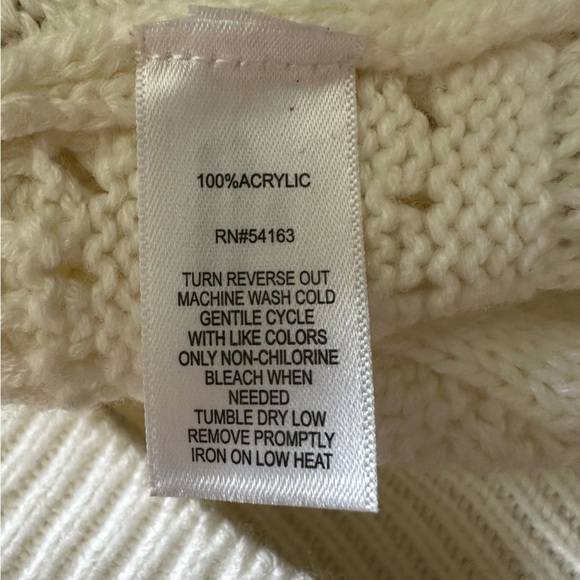 100%ACRYLIC
RN#54163
TURN REVERSE OUT
MACHINE WASH COLD
GENTILE CYCLE
WITH LIKE COLORS
ONLY NON-CHILORINE
BLEACH WHEN
NEEDED
TUMBLE DRY LOW
REMOVE PROMPTLY
IRON ON LOW HEAT